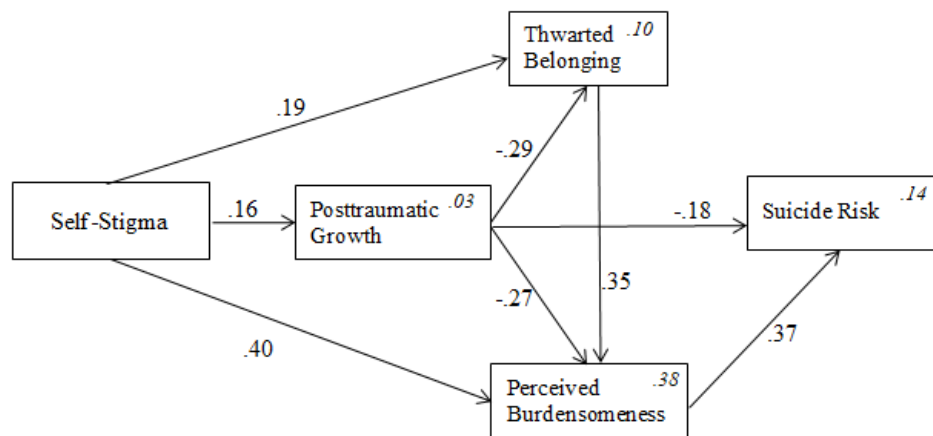 Thwarted .10
Belonging
.19
-.29
Self-Stigma
.16
Posttraumatic .03
Growth
-.18
Suicide Risk .14
-.27
.35
.40
.37
Perceived .38
Burdensomeness